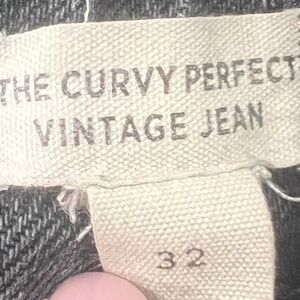 THE CURVY PERFECT
VINTAGE JEAN
32